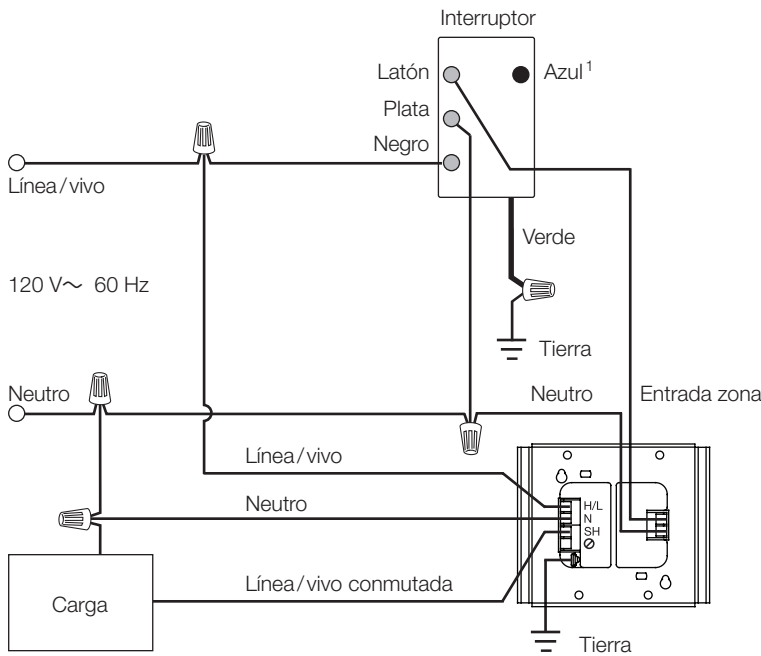 Interruptor
Latón
Azul¹
Plata
Negro
Línea/vivo
Verde
120 V~ 60 Hz
Tierra
Neutro
Neutro
Entrada zona
Línea/vivo
H/L
Neutro
N
SH
Línea/vivo conmutada
Carga
Tierra